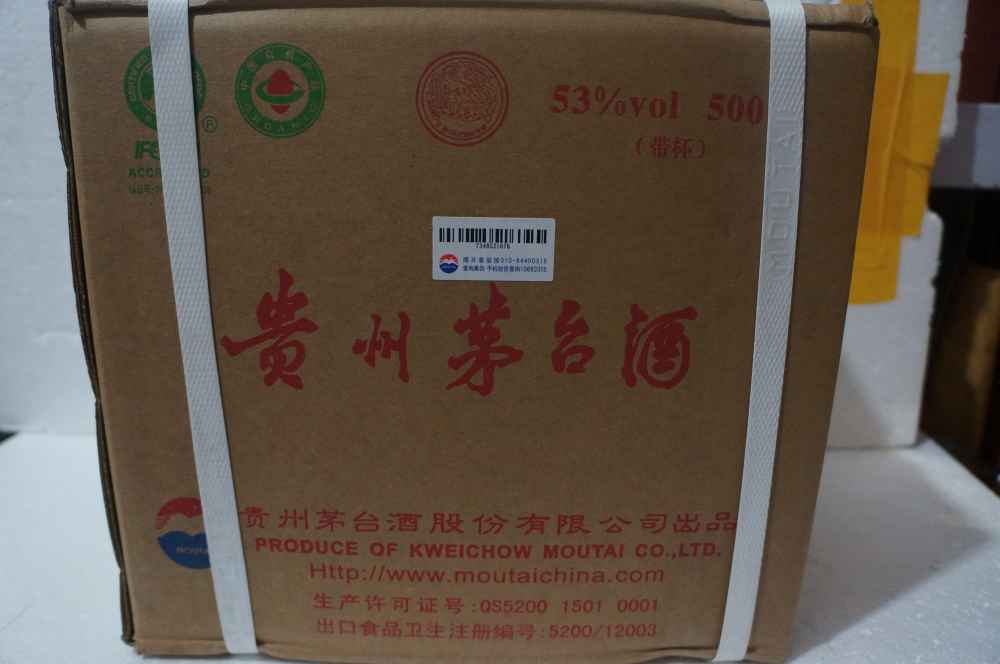 53%vol 500
(带杯)
MOUTAI
贵州茅台酒
贵州茅台酒股份有限公司出品
PRODUCE OF KWEICHOW MOUTAI CO.,LTD.
Http://www.moutaichina.com
生产许可证号:QS5200 1501 0001
出口食品卫生注册编号:5200/12003